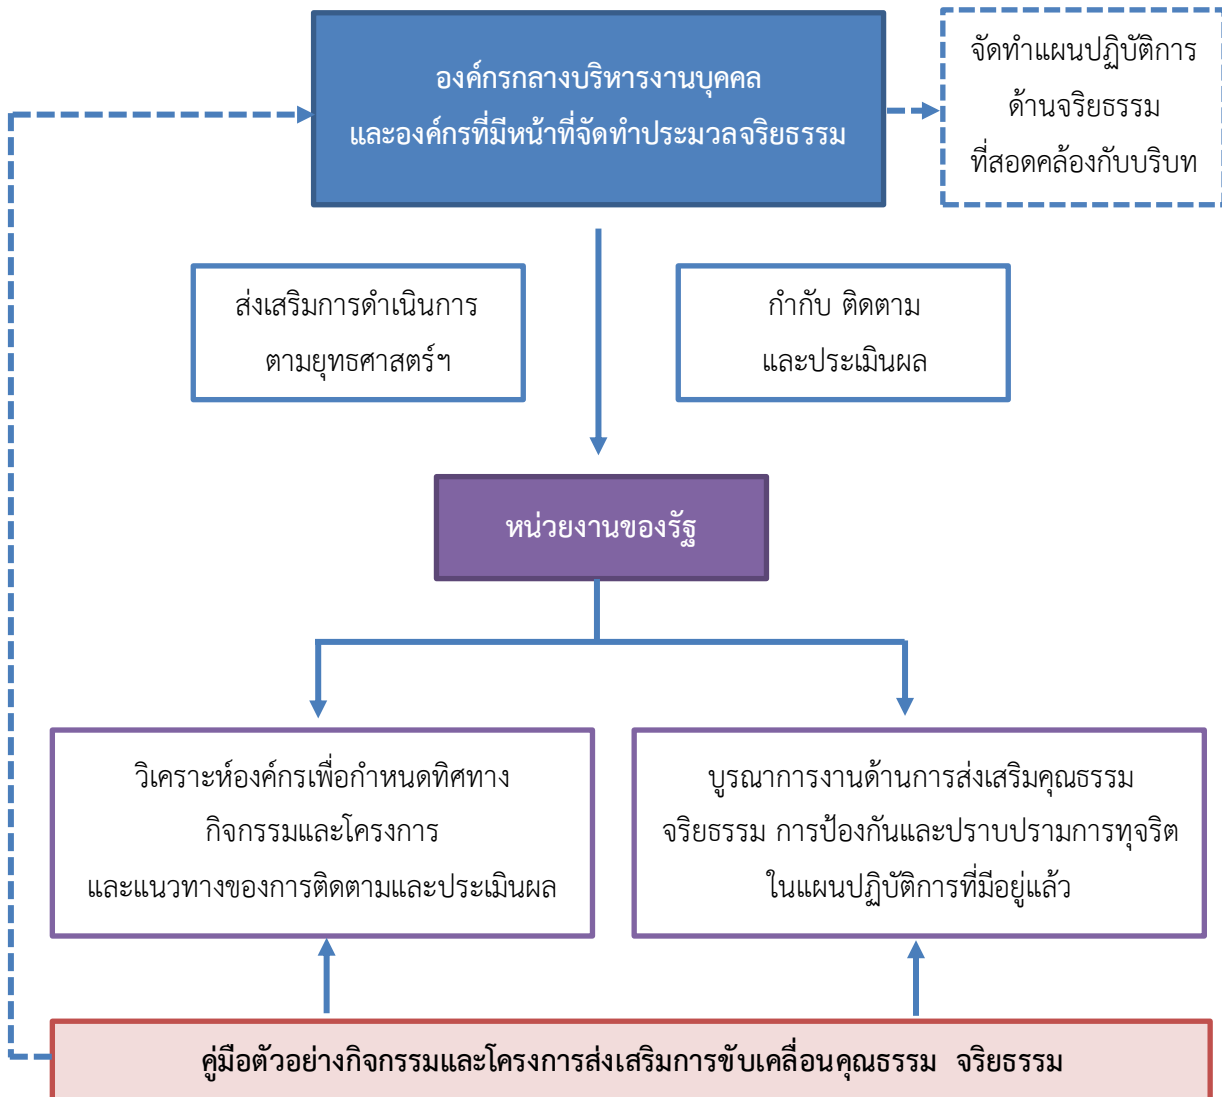 องค์กรกลางบริหารงานบุคคล
และองค์กรที่มีหน้าที่จัดทำประมวลจริยธรรม
จัดทำแผนปฏิบัติการ
ด้านจริยธรรม
ที่สอดคล้องกับบริบท
ส่งเสริมการดำเนินการ
ตามยุทธศาสตร์ฯ
กำกับ ติดตาม
และประเมินผล
หน่วยงานของรัฐ
วิเคราะห์องค์กรเพื่อกำหนดทิศทาง
กิจกรรมและโครงการ
และแนวทางของการติดตามและประเมินผล
บูรณาการงานด้านการส่งเสริมคุณธรรม
จริยธรรม การป้องกันและปราบปรามการทุจริต
ในแผนปฏิบัติการที่มีอยู่แล้ว
คู่มือตัวอย่างกิจกรรมและโครงการส่งเสริมการขับเคลื่อนคุณธรรม จริยธรรม